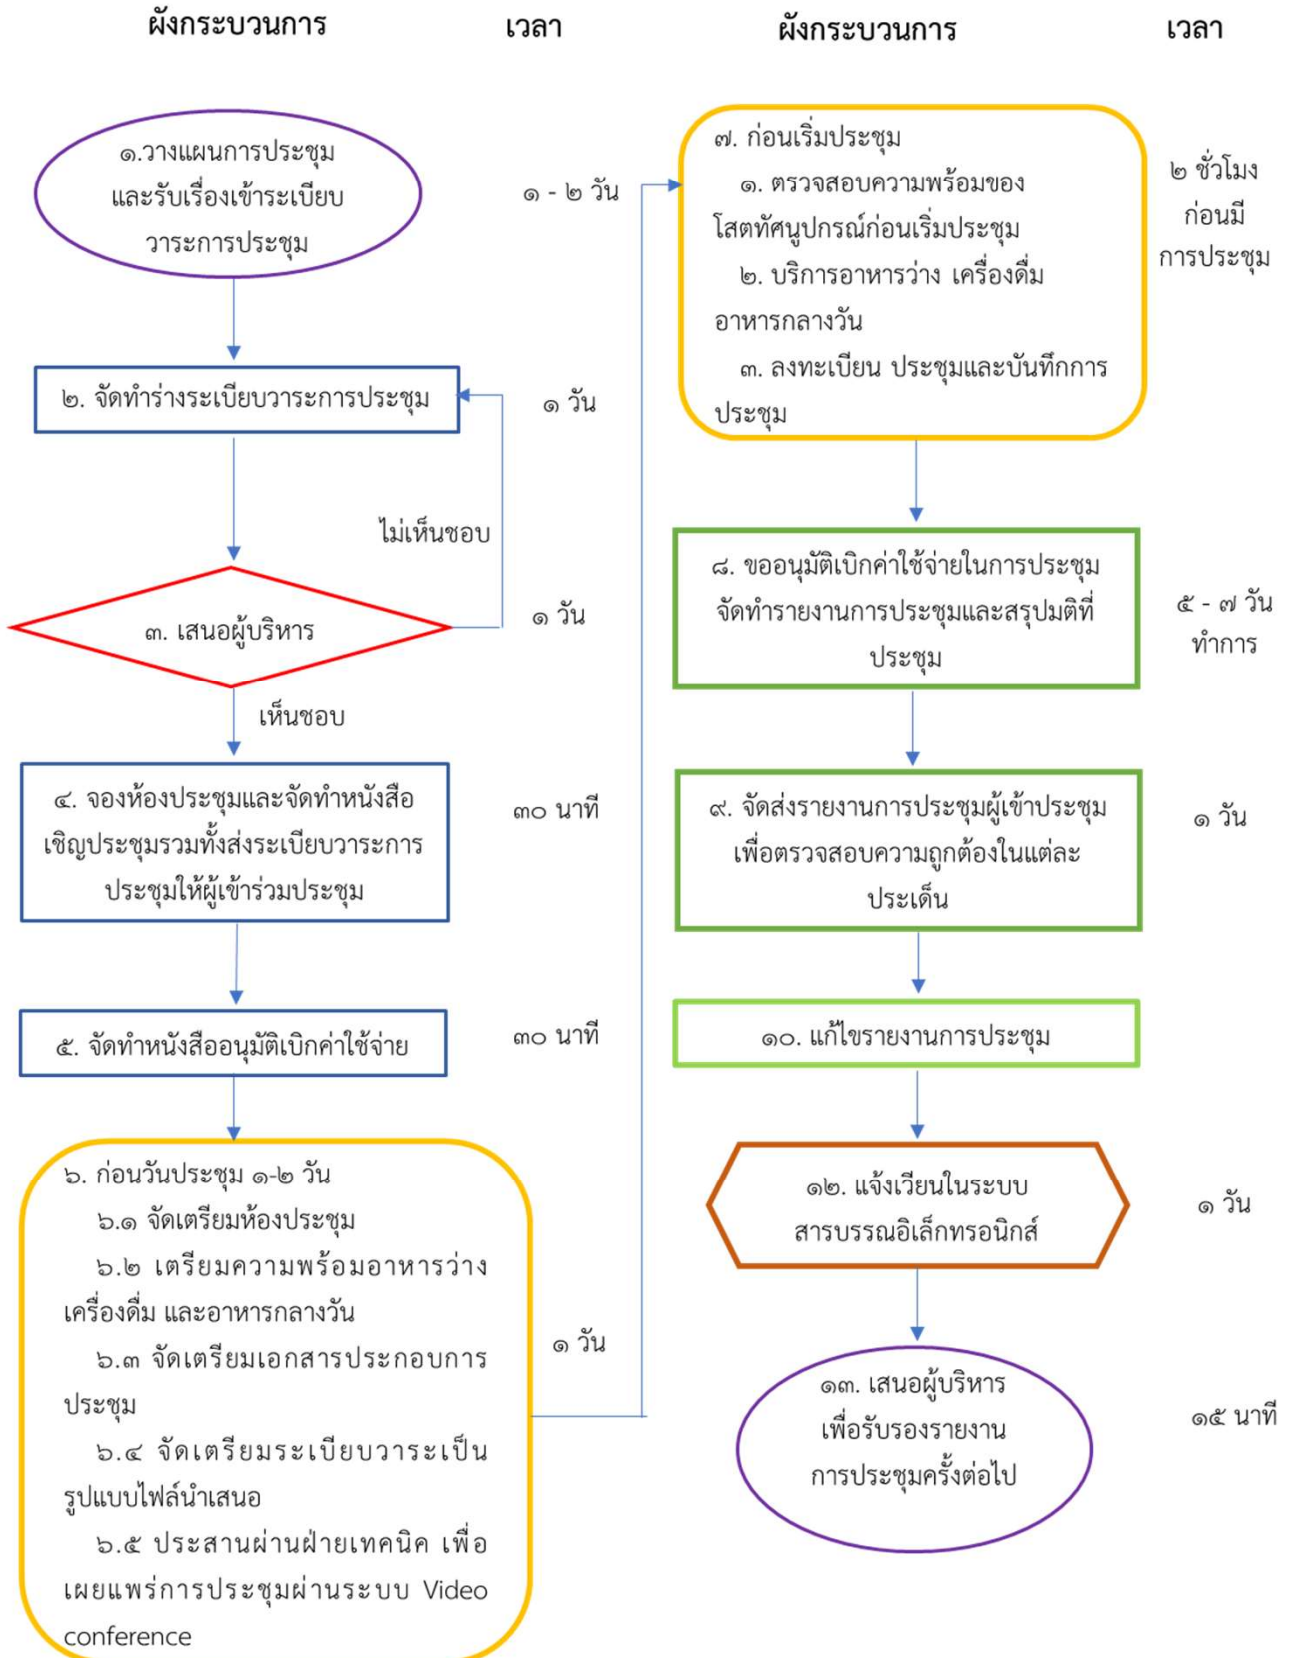 ผังกระบวนการ
เวลา
๑.วางแผนการประชุม
และรับเรื่องเข้าระเบียบ
วาระการประชุม
๑ - ๒ วัน
๒. จัดทำร่างระเบียบวาระการประชุม
๑ วัน
ไม่เห็นชอบ
๓. เสนอผู้บริหาร
๑ วัน
เห็นชอบ
๔. จองห้องประชุมและจัดทำหนังสือ
เชิญประชุมรวมทั้งส่งระเบียบวาระการ
ประชุมให้ผู้เข้าร่วมประชุม
๓๐ นาที
๕. จัดทำหนังสืออนุมัติเบิกค่าใช้จ่าย
๓๐ นาที
๖. ก่อนวันประชุม ๑-๒ วัน
๖.๑ จัดเตรียมห้องประชุม
๖.๒ เตรียมความพร้อมอาหารว่าง
เครื่องดื่ม และอาหารกลางวัน
๖.๓ จัดเตรียมเอกสารประกอบการ
ประชุม
๖.๔ จัดเตรียมระเบียบวาระเป็น
รูปแบบไฟล์นำเสนอ
๖.๕ ประสานผ่านฝ่ายเทคนิค เพื่อ
เผยแพร่การประชุมผ่านระบบ Video
conference
๑ วัน
ผังกระบวนการ
เวลา
๗. ก่อนเริ่มประชุม
๑. ตรวจสอบความพร้อมของ
โสตทัศนูปกรณ์ก่อนเริ่มประชุม
๒. บริการอาหารว่าง เครื่องดื่ม
อาหารกลางวัน
๓. ลงทะเบียน ประชุมและบันทึกการ
ประชุม
๒ ชั่วโมง
ก่อนมี
การประชุม
๘. ขออนุมัติเบิกค่าใช้จ่ายในการประชุม
จัดทำรายงานการประชุมและสรุปมติที่
ประชุม
๕ - ๗ วัน
ทำการ
๙. จัดส่งรายงานการประชุมผู้เข้าประชุม
เพื่อตรวจสอบความถูกต้องในแต่ละ
ประเด็น
๑ วัน
๑๐. แก้ไขรายงานการประชุม
๑๒. แจ้งเวียนในระบบ
สารบรรณอิเล็กทรอนิกส์
๑ วัน
๑๓. เสนอผู้บริหาร
เพื่อรับรองรายงาน
การประชุมครั้งต่อไป
๑๕ นาที